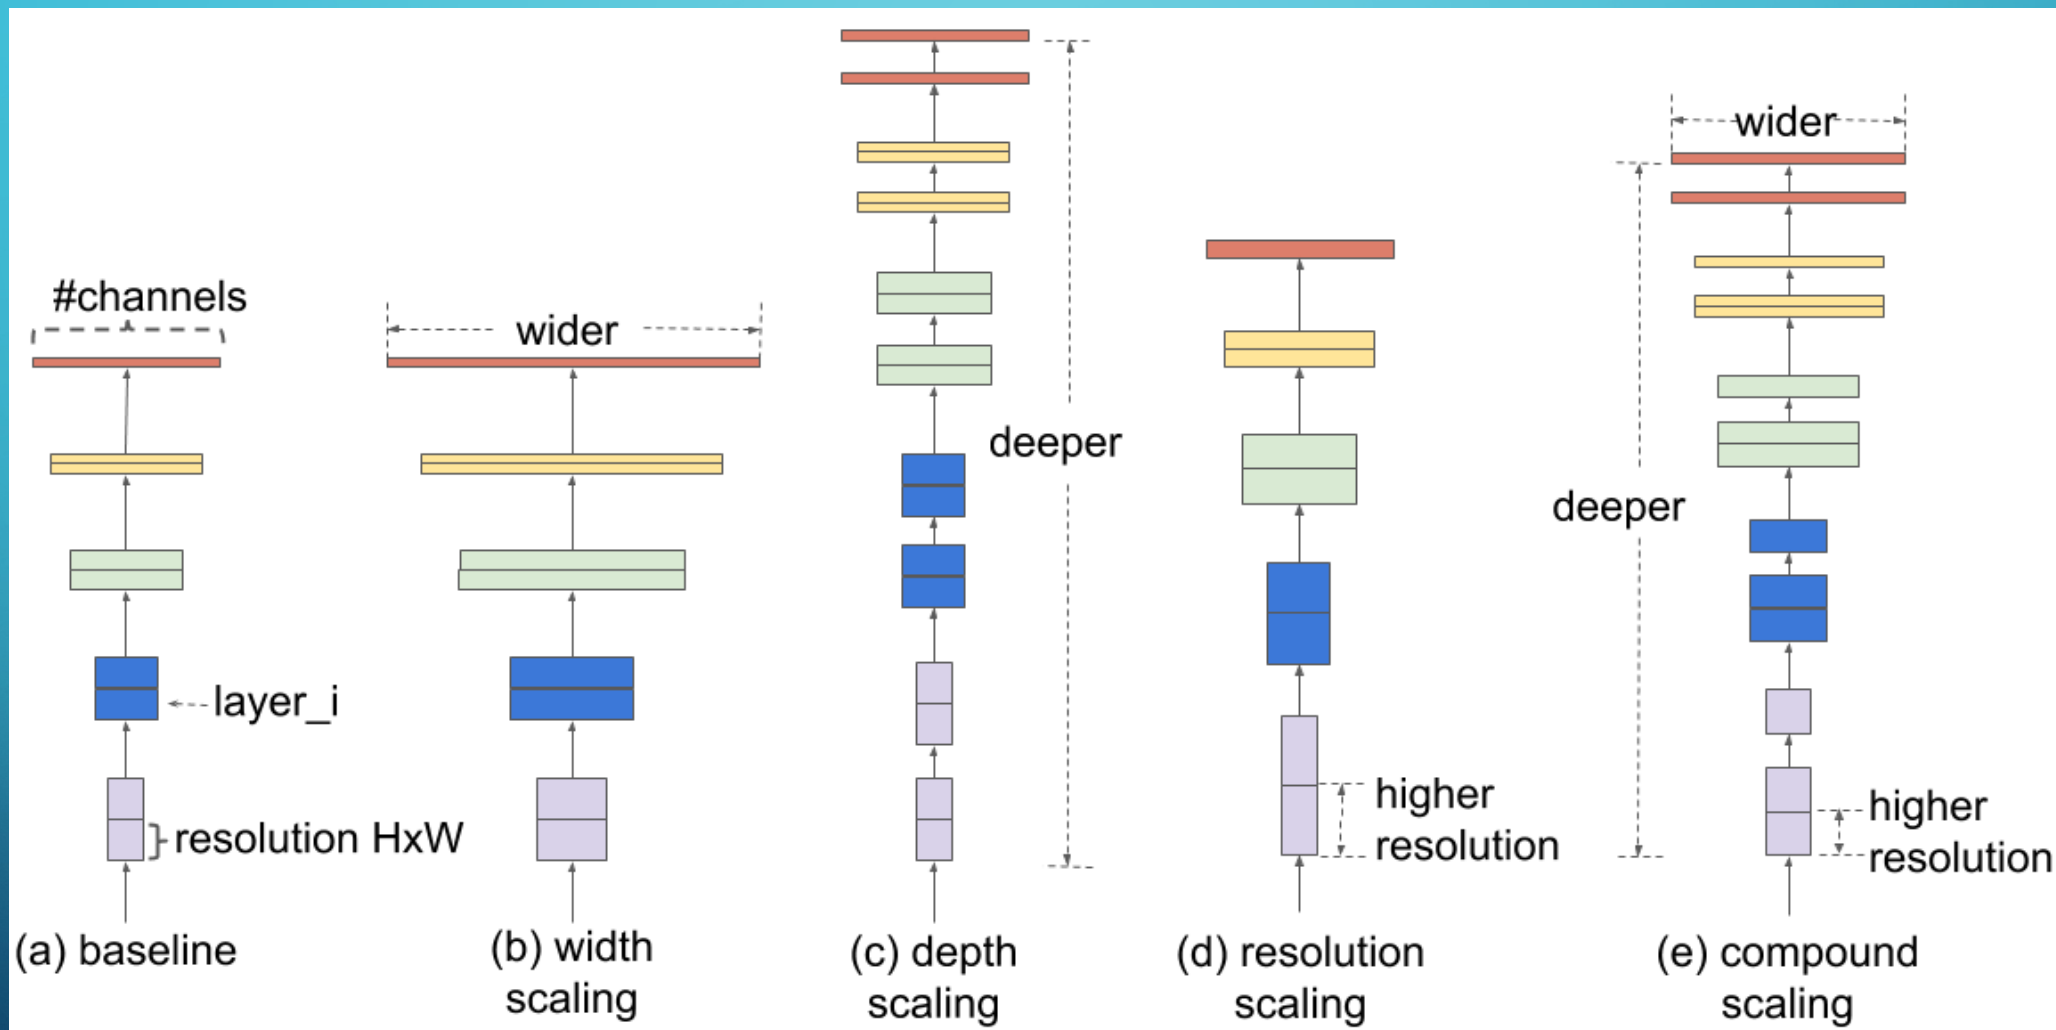 #channels
wider
deeper
wider
deeper
layer_i
resolution HxW
higher
resolution
higher
resolution
(a) baseline
(b) width
scaling
(c) depth
scaling
(d) resolution
scaling
(e) compound
scaling